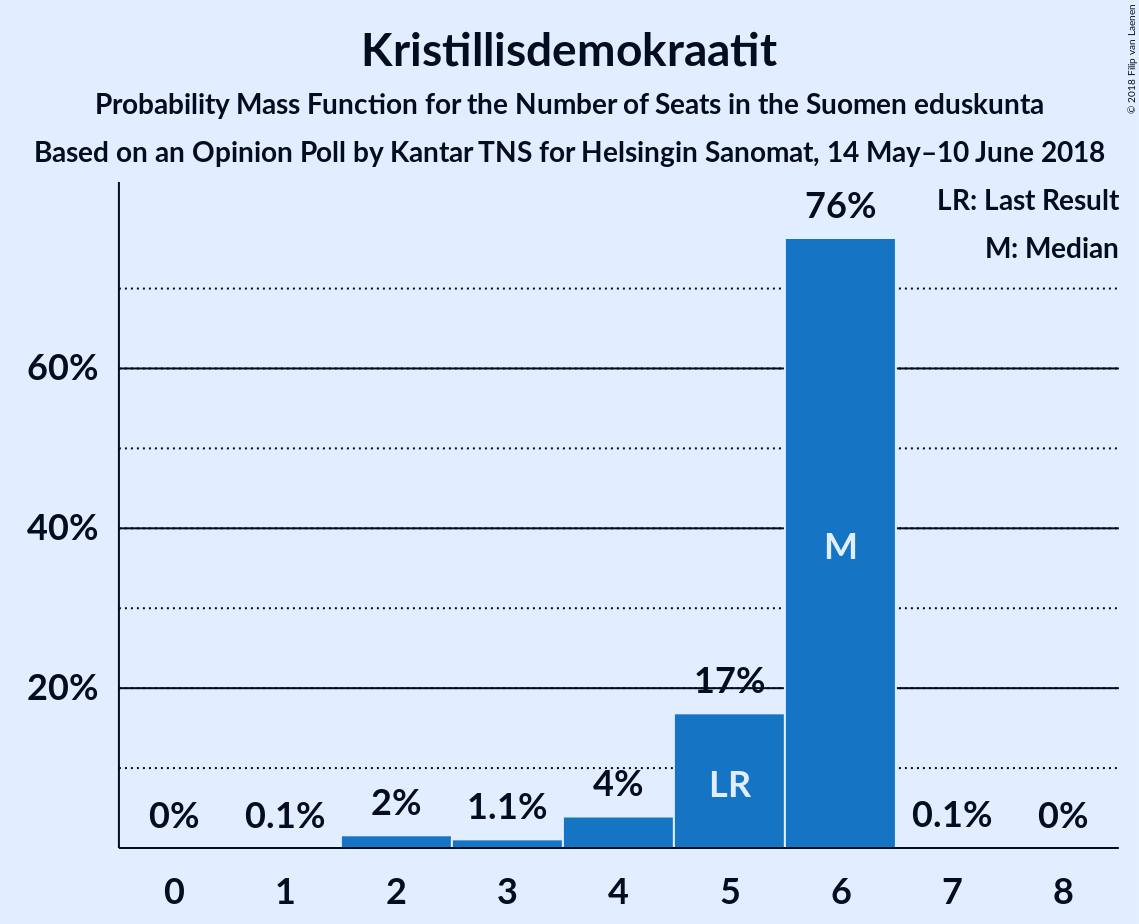 Kristillisdemokraatit
Probability Mass Function for the Number of Seats in the Suomen eduskunta
Based on an Opinion Poll by Kantar TNS for Helsingin Sanomat, 14 May–10 June 2018
© 2018 Filip van Laenen
LR: Last Result
M: Median
60%
40%
20%
0%
0.1%
2%
1.1%
4%
17%
76%
0.1%
0%
LR
M
0 1 2 3 4 5 6 7 8